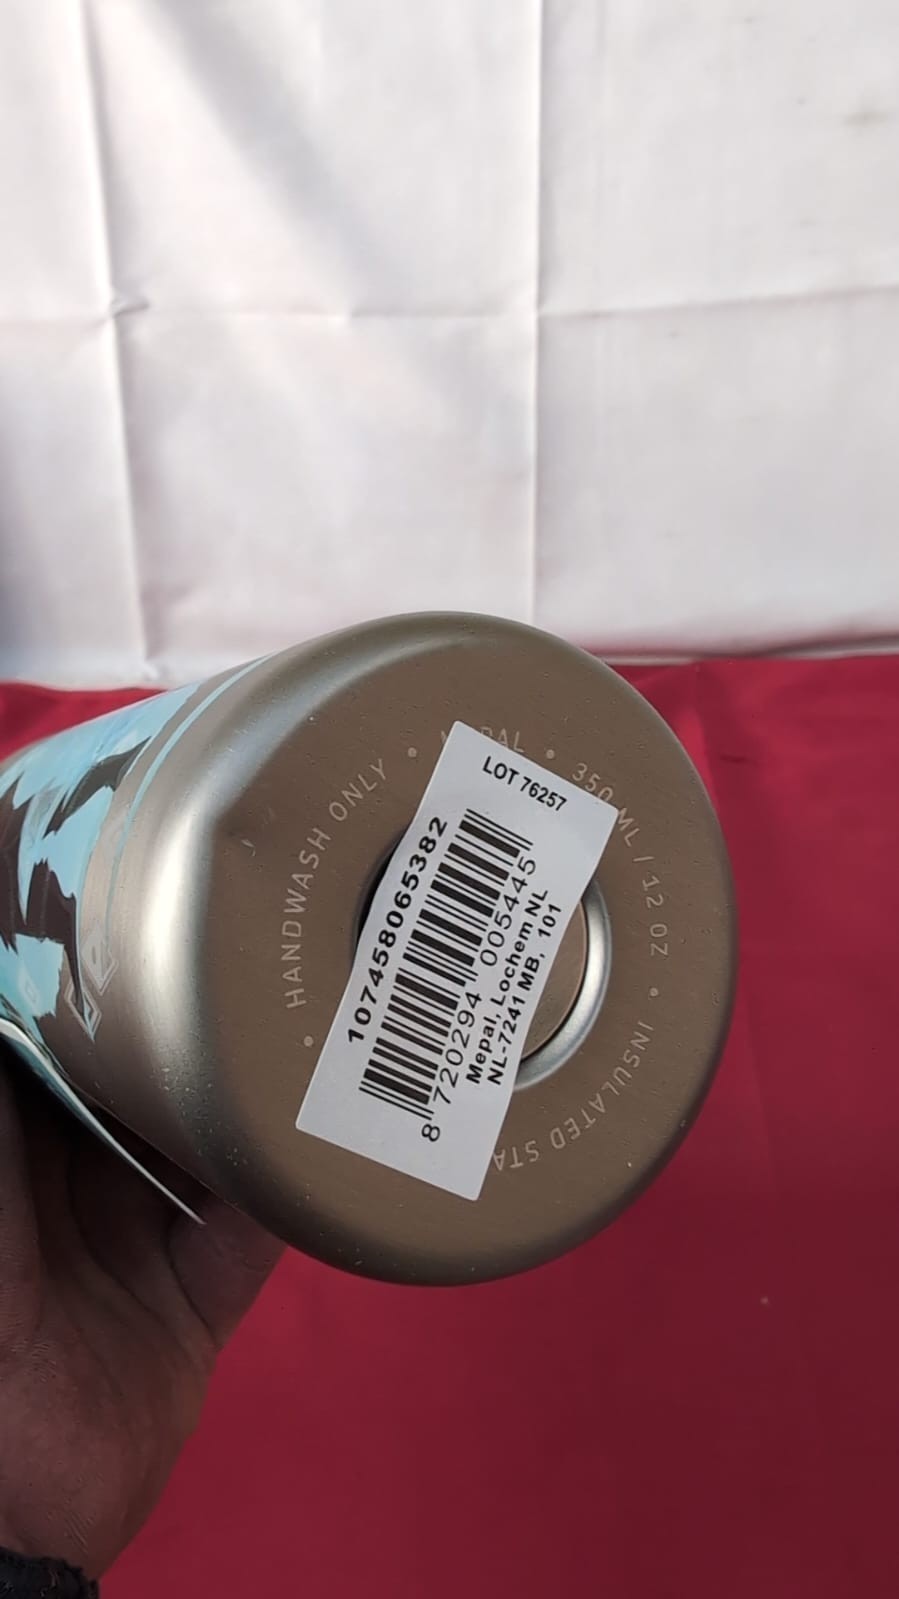 LOT 76257
107458065382
8 720294 005445
Mepal, Lochem NL
NL-7241 MB, 101
• HANDWASH ONLY • MEPAL • 350 ML / 12 OZ • INSULATED STA